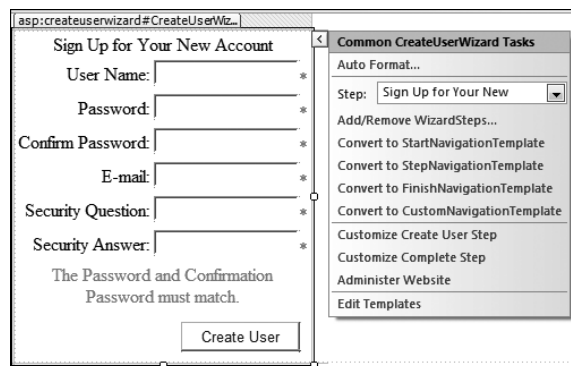 asp:createuserwizard#CreateUserWiz...
Sign Up for Your New Account
User Name: *
Password: *
Confirm Password: *
E-mail: *
Security Question: *
Security Answer: *
The Password and Confirmation
Password must match.
Create User
<
Common CreateUserWizard Tasks
Auto Format...
Step: Sign Up for Your New
Add/Remove WizardSteps...
Convert to StartNavigationTemplate
Convert to StepNavigationTemplate
Convert to FinishNavigationTemplate
Convert to CustomNavigationTemplate
Customize Create User Step
Customize Complete Step
Administer Website
Edit Templates